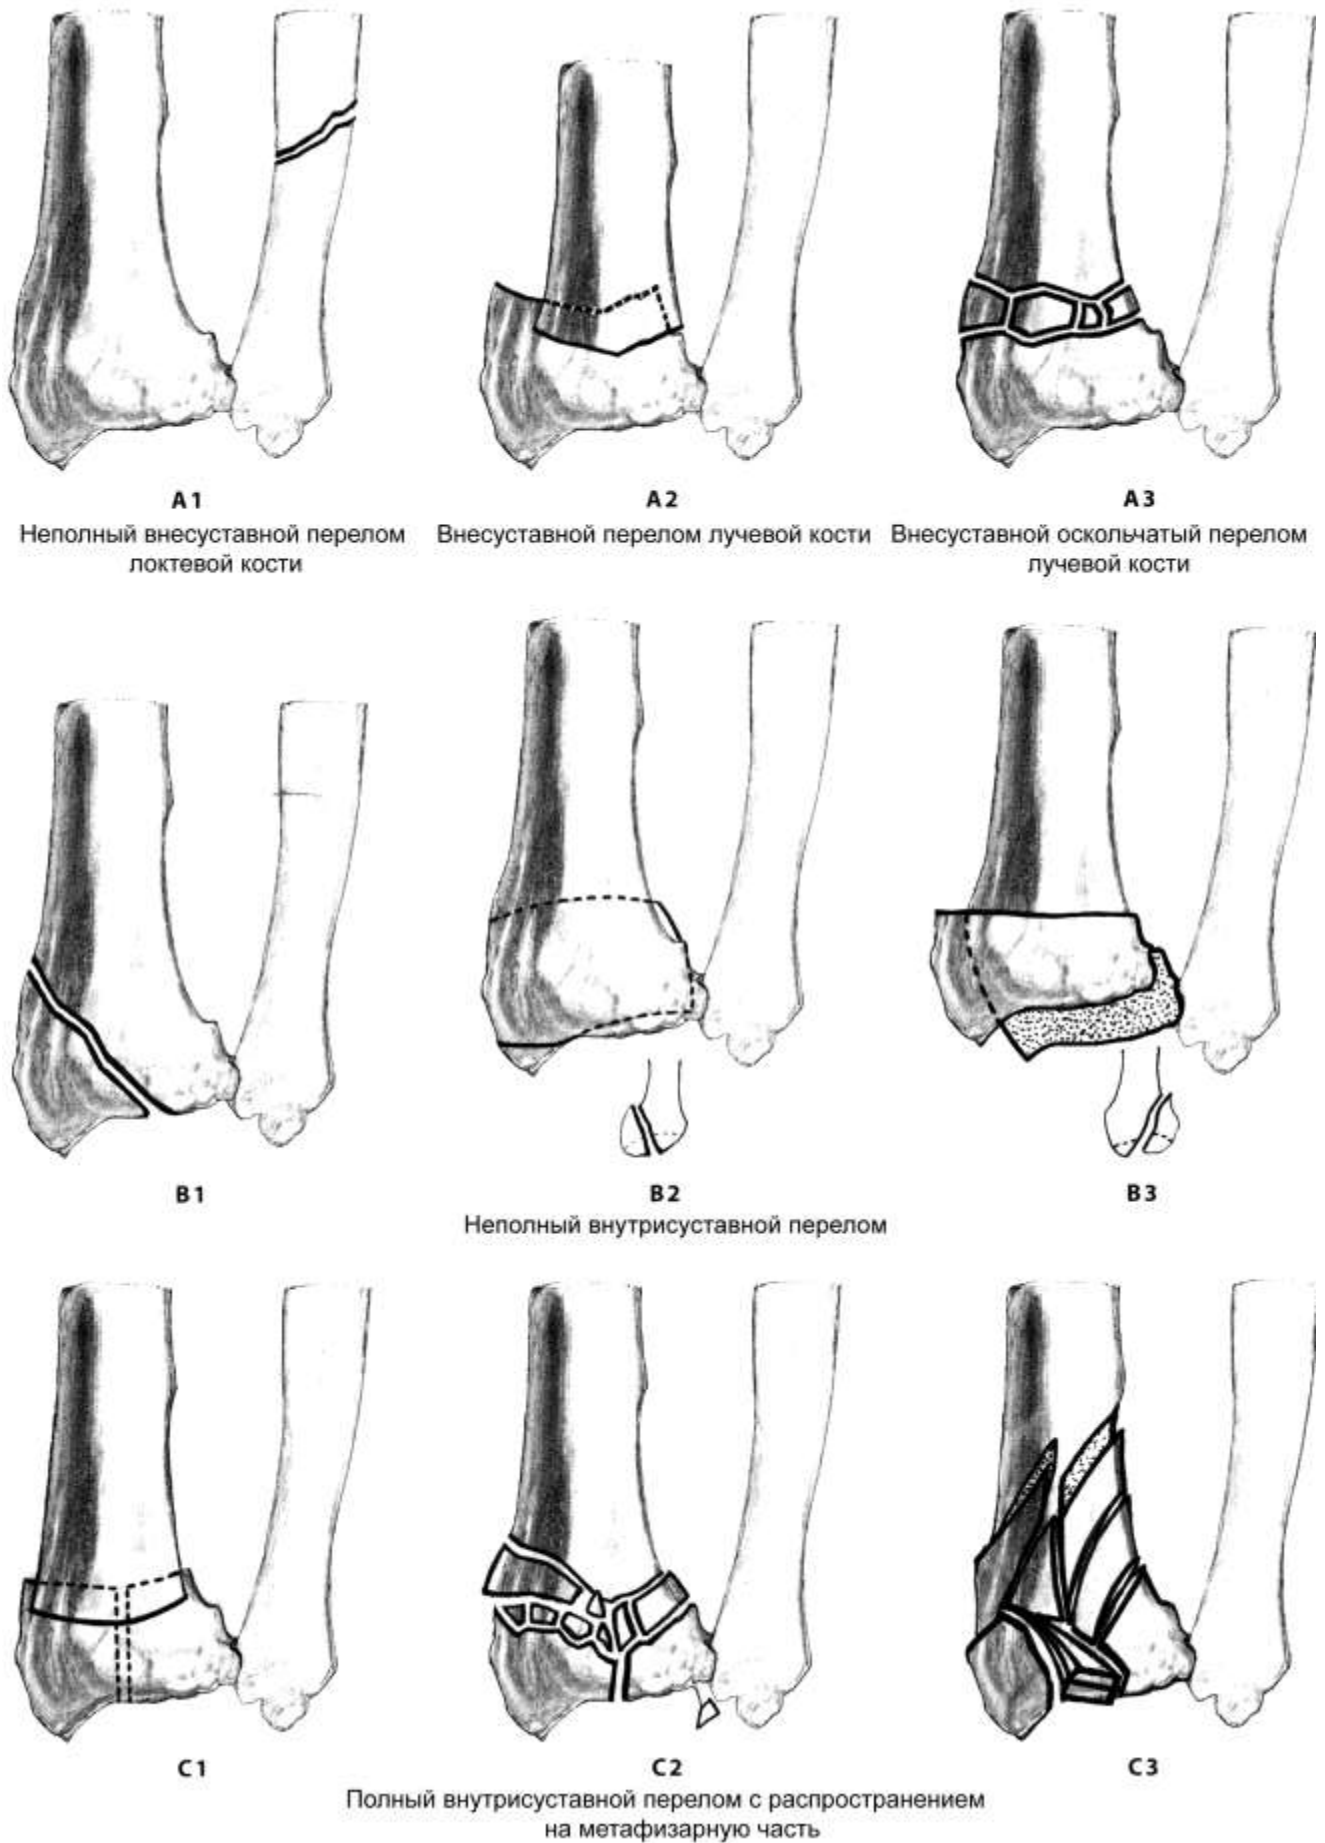 A1 A2 A3
Неполный внесуставной перелом Внесуставной перелом лучевой кости Внесуставной оскольчатый перелом
локтевой кости лучевой кости
B1 B2 B3
Неполный внутрисуставной перелом
C1 C2 C3
Полный внутрисуставной перелом с распространением
на метафизарную часть